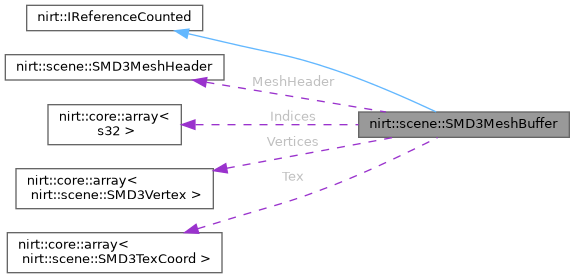 nirt::IReferenceCounted
nirt::scene::SMD3MeshHeader
MeshHeader
nirt::core::array<
s32 >
Indices
nirt::scene::SMD3MeshBuffer
Vertices
nirt::core::array<
nirt::scene::SMD3Vertex >
Tex
nirt::core::array<
nirt::scene::SMD3TexCoord >